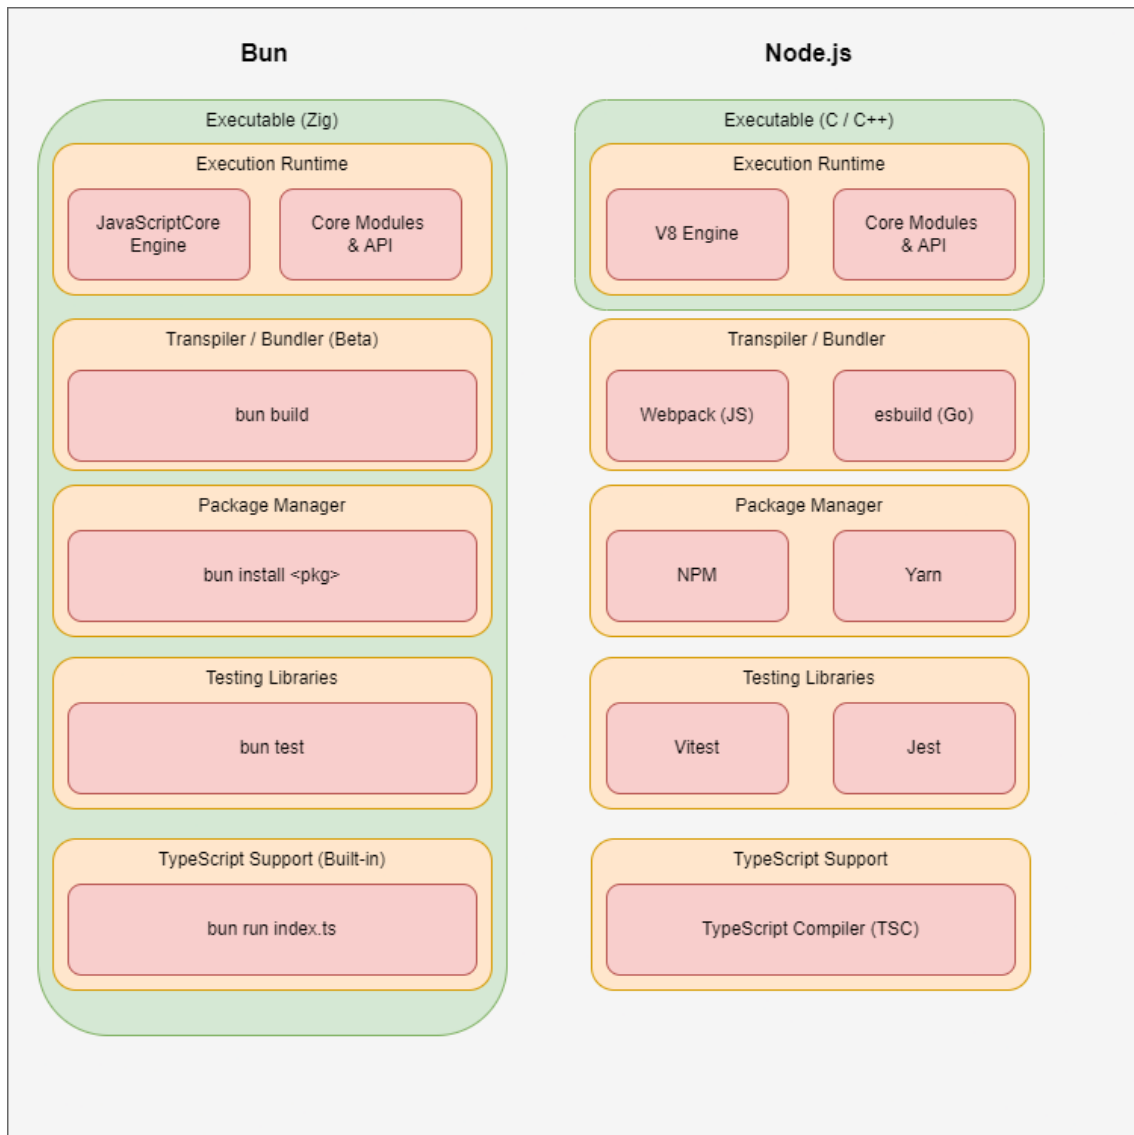 Bun
Executable (Zig)
Execution Runtime
JavaScriptCore
Engine
Core Modules
& API
Transpiler / Bundler (Beta)
bun build
Package Manager
bun install <pkg>
Testing Libraries
bun test
TypeScript Support (Built-in)
bun run index.ts
Node.js
Executable (C / C++)
Execution Runtime
V8 Engine
Core Modules
& API
Transpiler / Bundler
Webpack (JS)
esbuild (Go)
Package Manager
NPM
Yarn
Testing Libraries
Vitest
Jest
TypeScript Support
TypeScript Compiler (TSC)